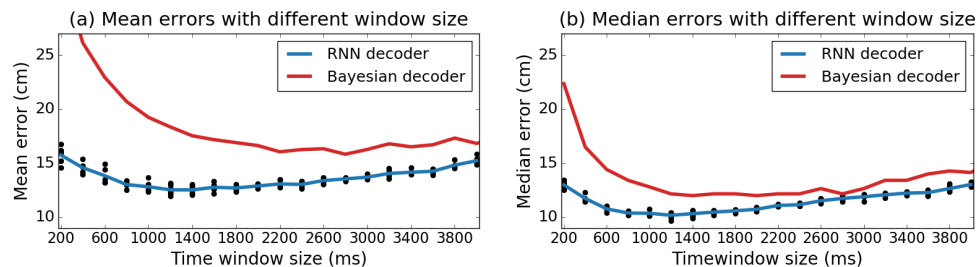 (a) Mean errors with different window size
25
20
15
10
Mean error (cm)
RNN decoder
Bayesian decoder
200 600 1000 1400 1800 2200 2600 3000 3400 3800
Time window size (ms)
(b) Median errors with different window size
25
20
15
10
Median error (cm)
RNN decoder
Bayesian decoder
200 600 1000 1400 1800 2200 2600 3000 3400 3800
Timewindow size (ms)